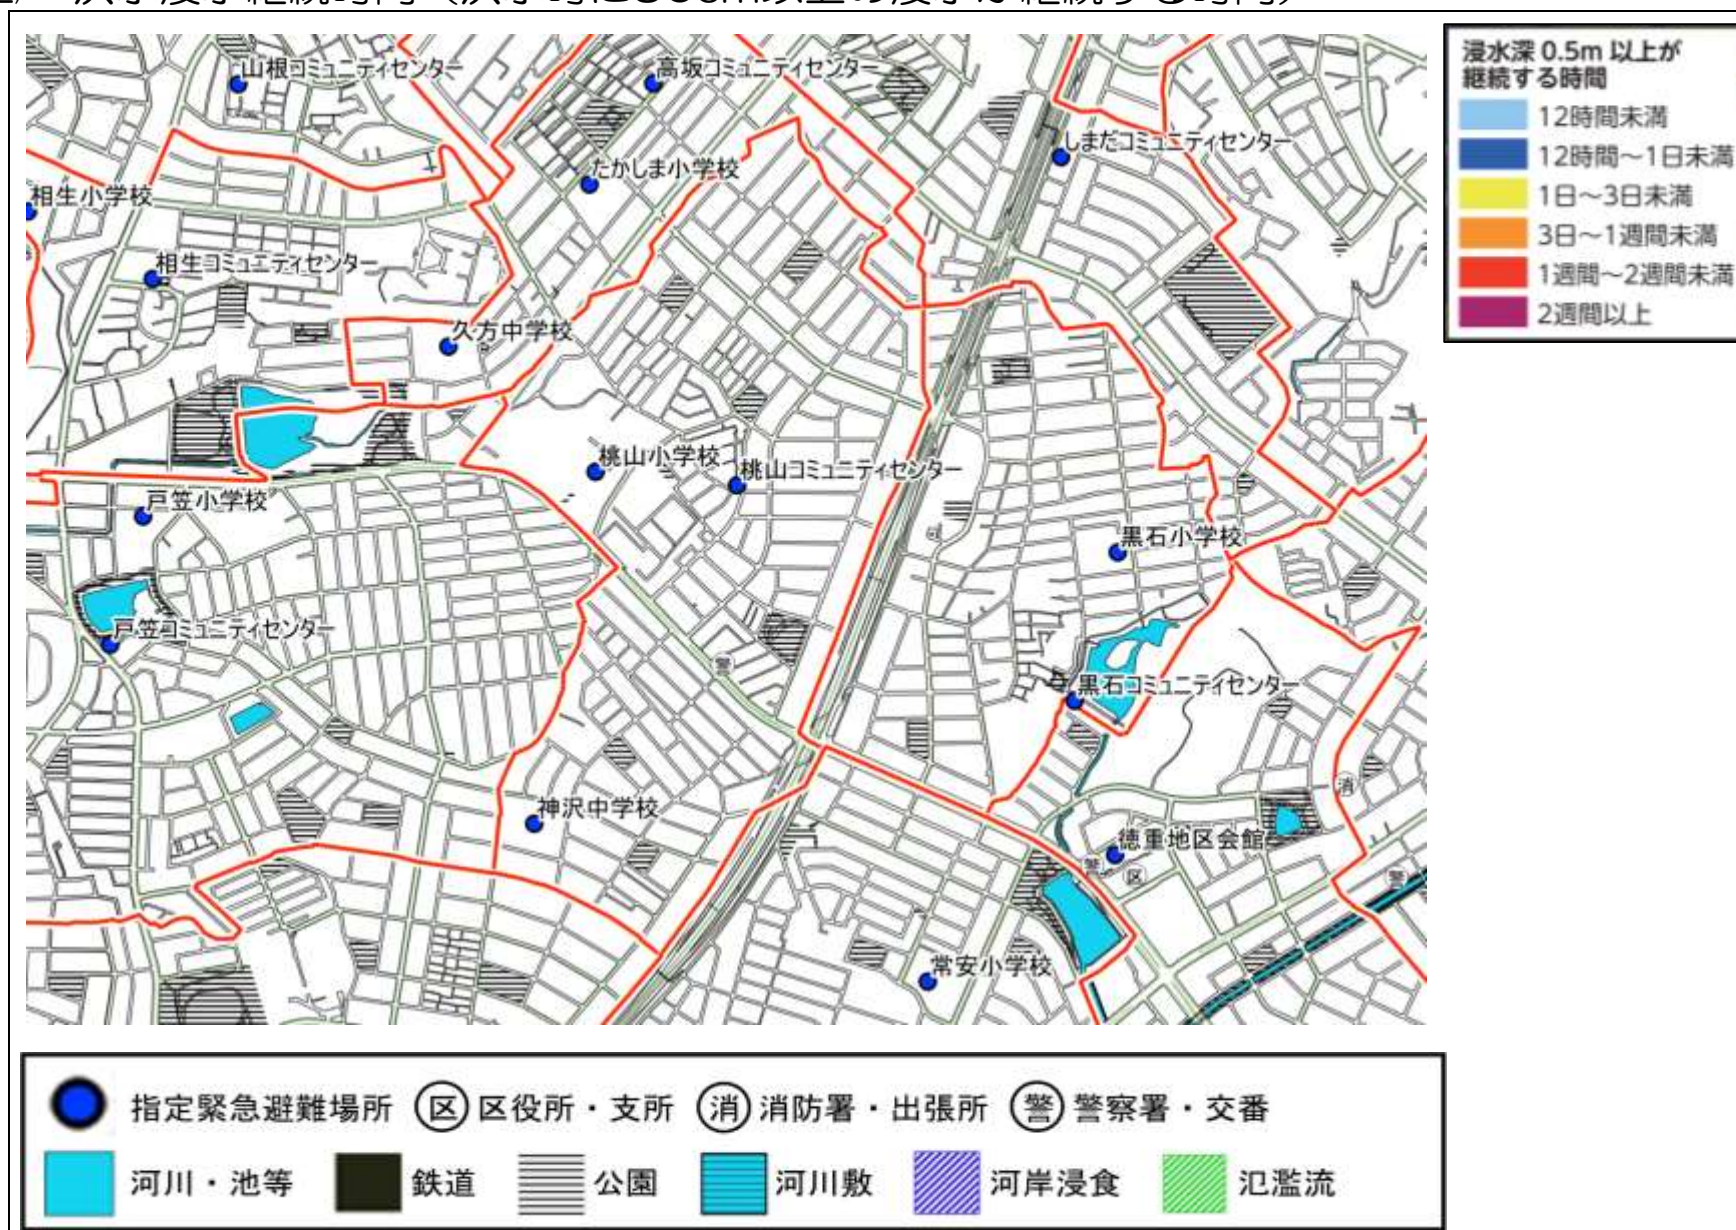 浸水深 0.5m 以上が
継続する時間
12時間未満
12時間～1日未満
1日～3日未満
3日～1週間未満
1週間～2週間未満
2週間以上
山根コミュニティセンター
高坂コミュニティセンター
しまだコミュニティセンター
たかしま小学校
相生小学校
相生コミュニティセンター
久方中学校
桃山小学校
桃山コミュニティセンター
戸笠小学校
黒石小学校
戸笠コミュニティセンター
警
黒石コミュニティセンター
消
神沢中学校
徳重地区会館
警
区
警
常安小学校
指定緊急避難場所 区 区役所・支所 消 消防署・出張所 警 警察署・交番
河川・池等 鉄道 公園 河川敷 河岸浸食 氾濫流